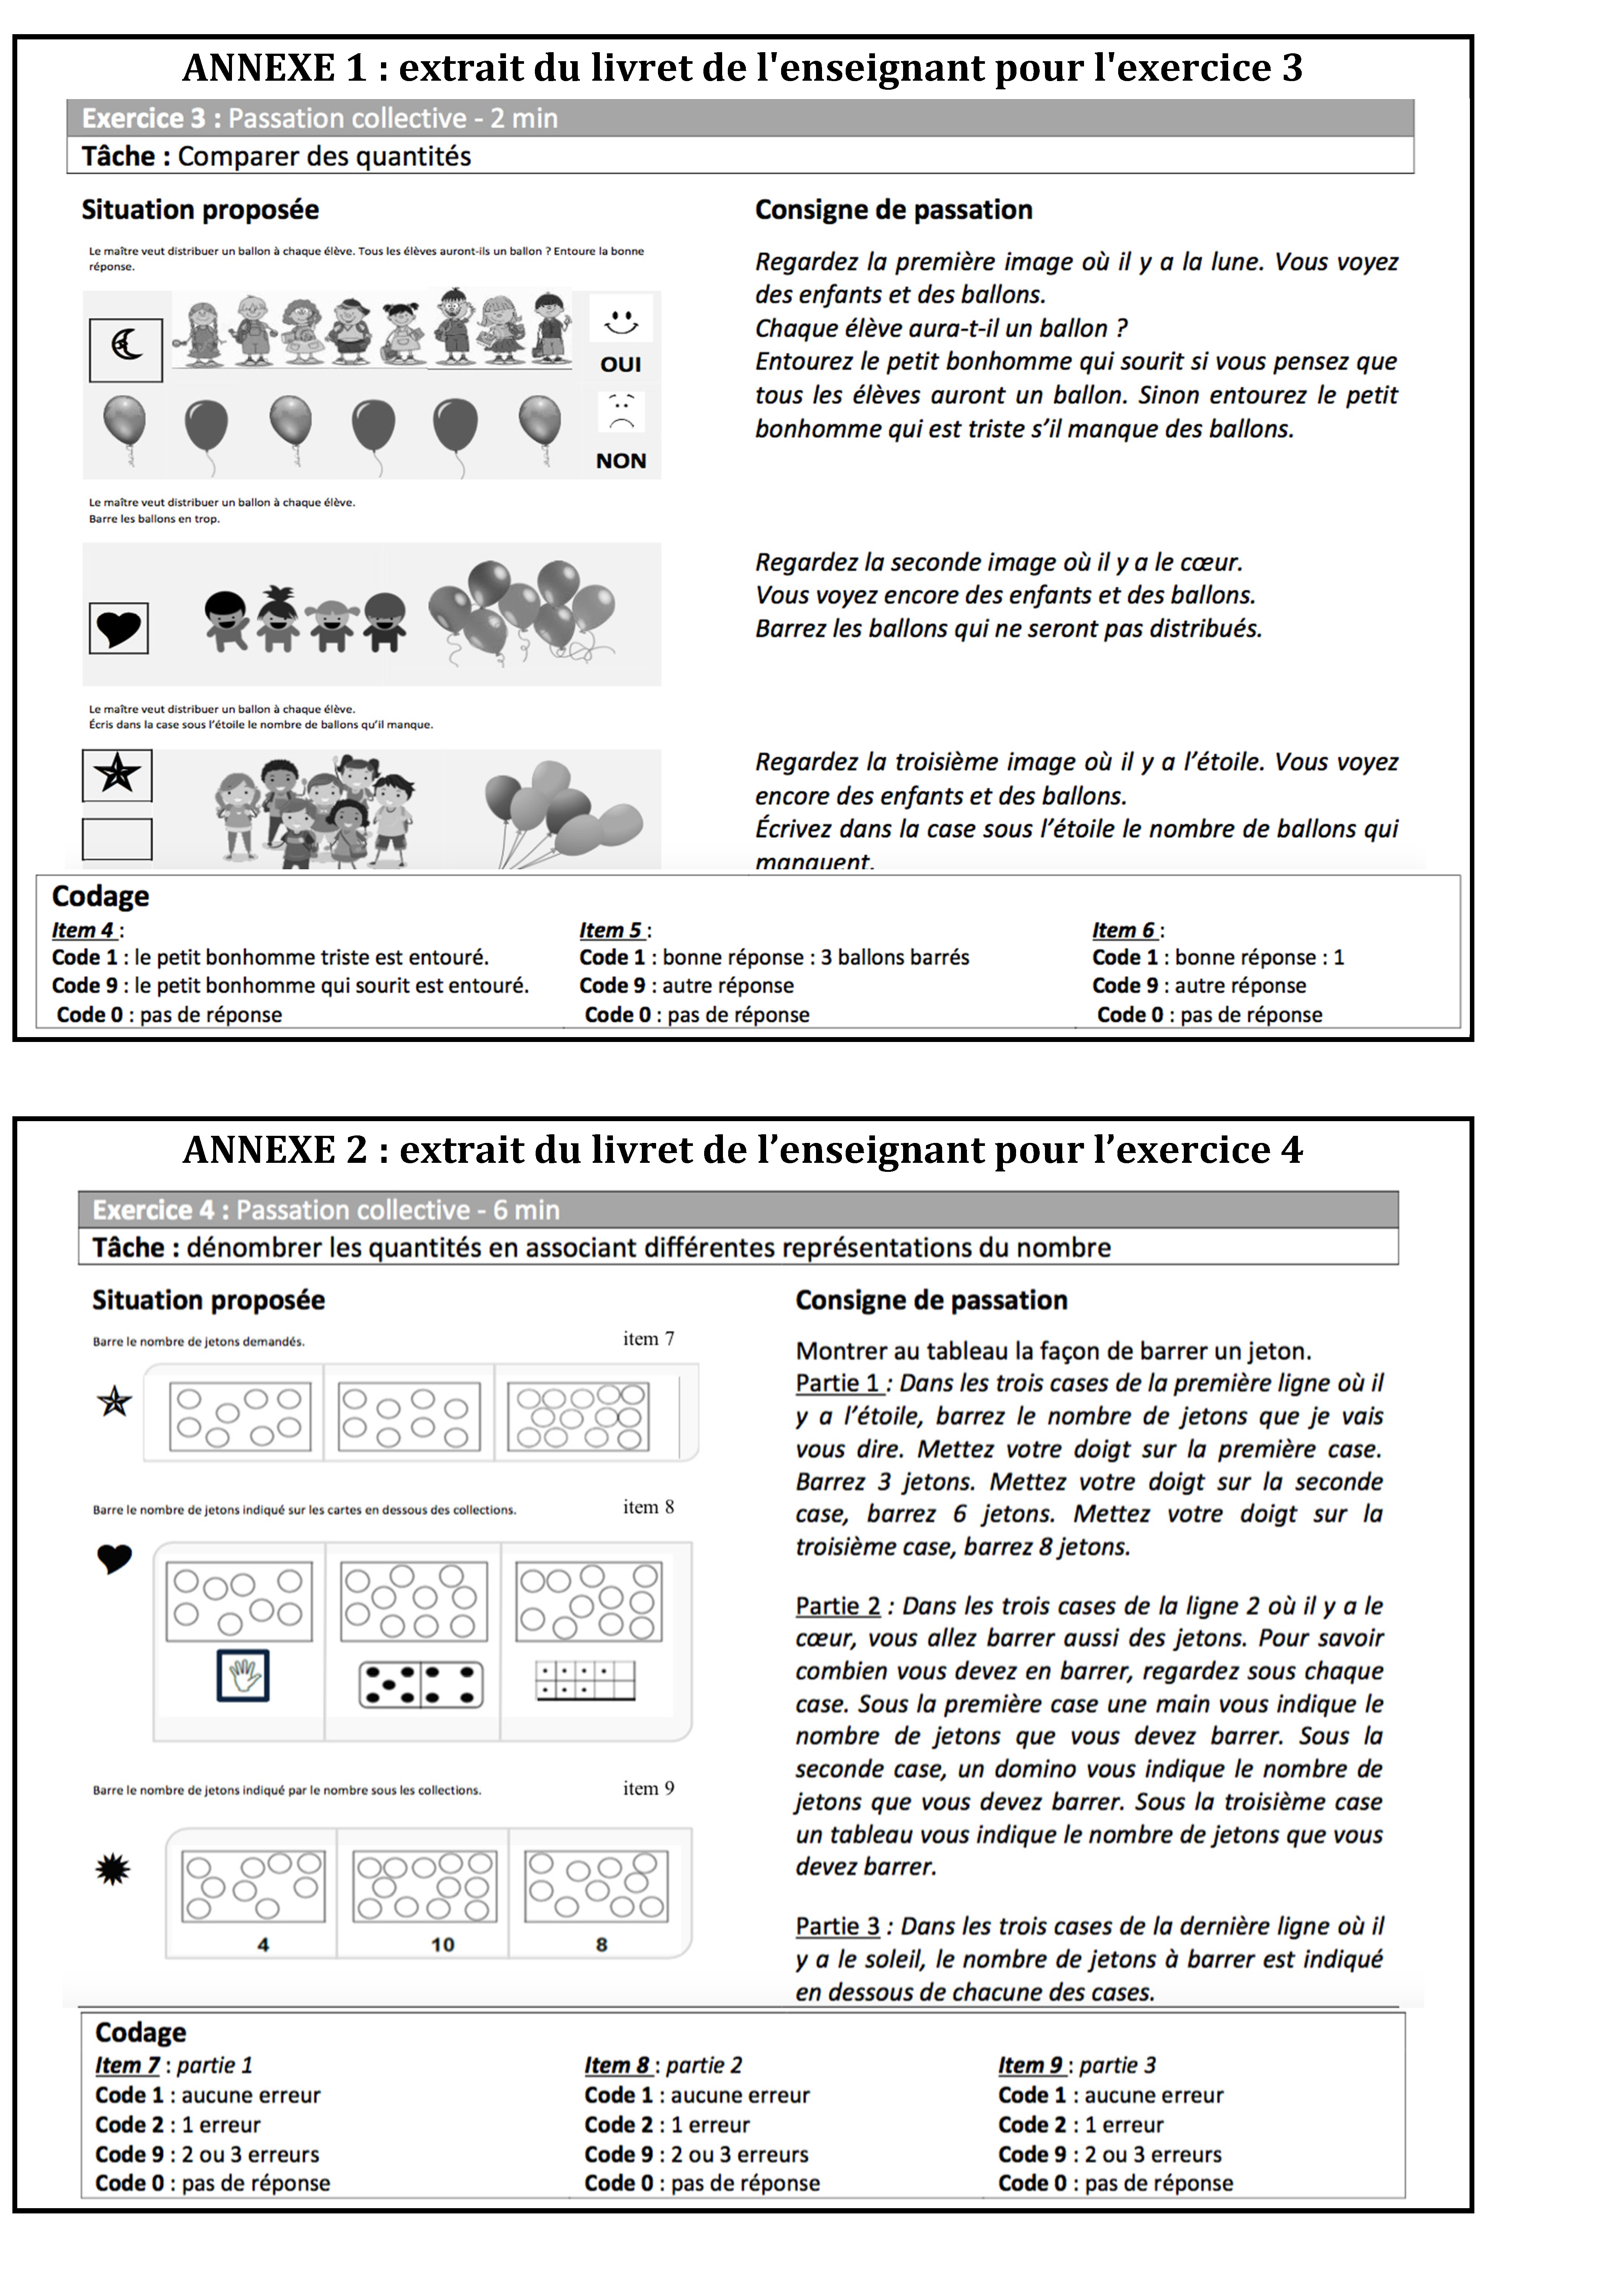 ANNEXE 1 : extrait du livret de l'enseignant pour l'exercice 3
Exercice 3 : Passation collective - 2 min
Tâche : Comparer des quantités
Situation proposée
Le maître veut distribuer un ballon à chaque élève. Tous les élèves auront-ils un ballon ? Entoure la bonne
réponse.
OUI
NON
Le maître veut distribuer un ballon à chaque élève.
Barre les ballons en trop.
Le maître veut distribuer un ballon à chaque élève.
Écris dans la case sous l'étoile le nombre de ballons qu'il manque.
Consigne de passation
Regardez la première image où il y a la lune. Vous voyez
des enfants et des ballons.
Chaque élève aura-t-il un ballon ?
Entourez le petit bonhomme qui sourit si vous pensez que
tous les élèves auront un ballon. Sinon entourez le petit
bonhomme qui est triste s'il manque des ballons.
Regardez la seconde image où il y a le cœur.
Vous voyez encore des enfants et des ballons.
Barrez les ballons qui ne seront pas distribués.
Regardez la troisième image où il y a l'étoile. Vous voyez
encore des enfants et des ballons.
Écrivez dans la case sous l'étoile le nombre de ballons qui
manquent.
Codage
Item 4 :
Code 1 : le petit bonhomme triste est entouré.
Code 9 : le petit bonhomme qui sourit est entouré.
Code 0 : pas de réponse
Item 5 :
Code 1 : bonne réponse : 3 ballons barrés
Code 9 : autre réponse
Code 0 : pas de réponse
Item 6 :
Code 1 : bonne réponse : 1
Code 9 : autre réponse
Code 0 : pas de réponse
ANNEXE 2 : extrait du livret de l'enseignant pour l'exercice 4
Exercice 4 : Passation collective - 6 min
Tâche : dénombrer les quantités en associant différentes représentations du nombre
Situation proposée
Barre le nombre de jetons demandés.
item 7
Barre le nombre de jetons indiqué sur les cartes en dessous des collections.
item 8
Barre le nombre de jetons indiqué par le nombre sous les collections.
item 9
4 10 8
Consigne de passation
Montrer au tableau la façon de barrer un jeton.
Partie 1 : Dans les trois cases de la première ligne où il
y a l'étoile, barrez le nombre de jetons que je vais
vous dire. Mettez votre doigt sur la première case.
Barrez 3 jetons. Mettez votre doigt sur la seconde
case, barrez 6 jetons. Mettez votre doigt sur la
troisième case, barrez 8 jetons.
Partie 2 : Dans les trois cases de la ligne 2 où il y a le
cœur, vous allez barrer aussi des jetons. Pour savoir
combien vous devez en barrer, regardez sous chaque
case. Sous la première case une main vous indique le
nombre de jetons que vous devez barrer. Sous la
seconde case, un domino vous indique le nombre de
jetons que vous devez barrer. Sous la troisième case
un tableau vous indique le nombre de jetons que vous
devez barrer.
Partie 3 : Dans les trois cases de la dernière ligne où il
y a le soleil, le nombre de jetons à barrer est indiqué
en dessous de chacune des cases.
Codage
Item 7 : partie 1
Code 1 : aucune erreur
Code 2 : 1 erreur
Code 9 : 2 ou 3 erreurs
Code 0 : pas de réponse
Item 8 : partie 2
Code 1 : aucune erreur
Code 2 : 1 erreur
Code 9 : 2 ou 3 erreurs
Code 0 : pas de réponse
Item 9 : partie 3
Code 1 : aucune erreur
Code 2 : 1 erreur
Code 9 : 2 ou 3 erreurs
Code 0 : pas de réponse